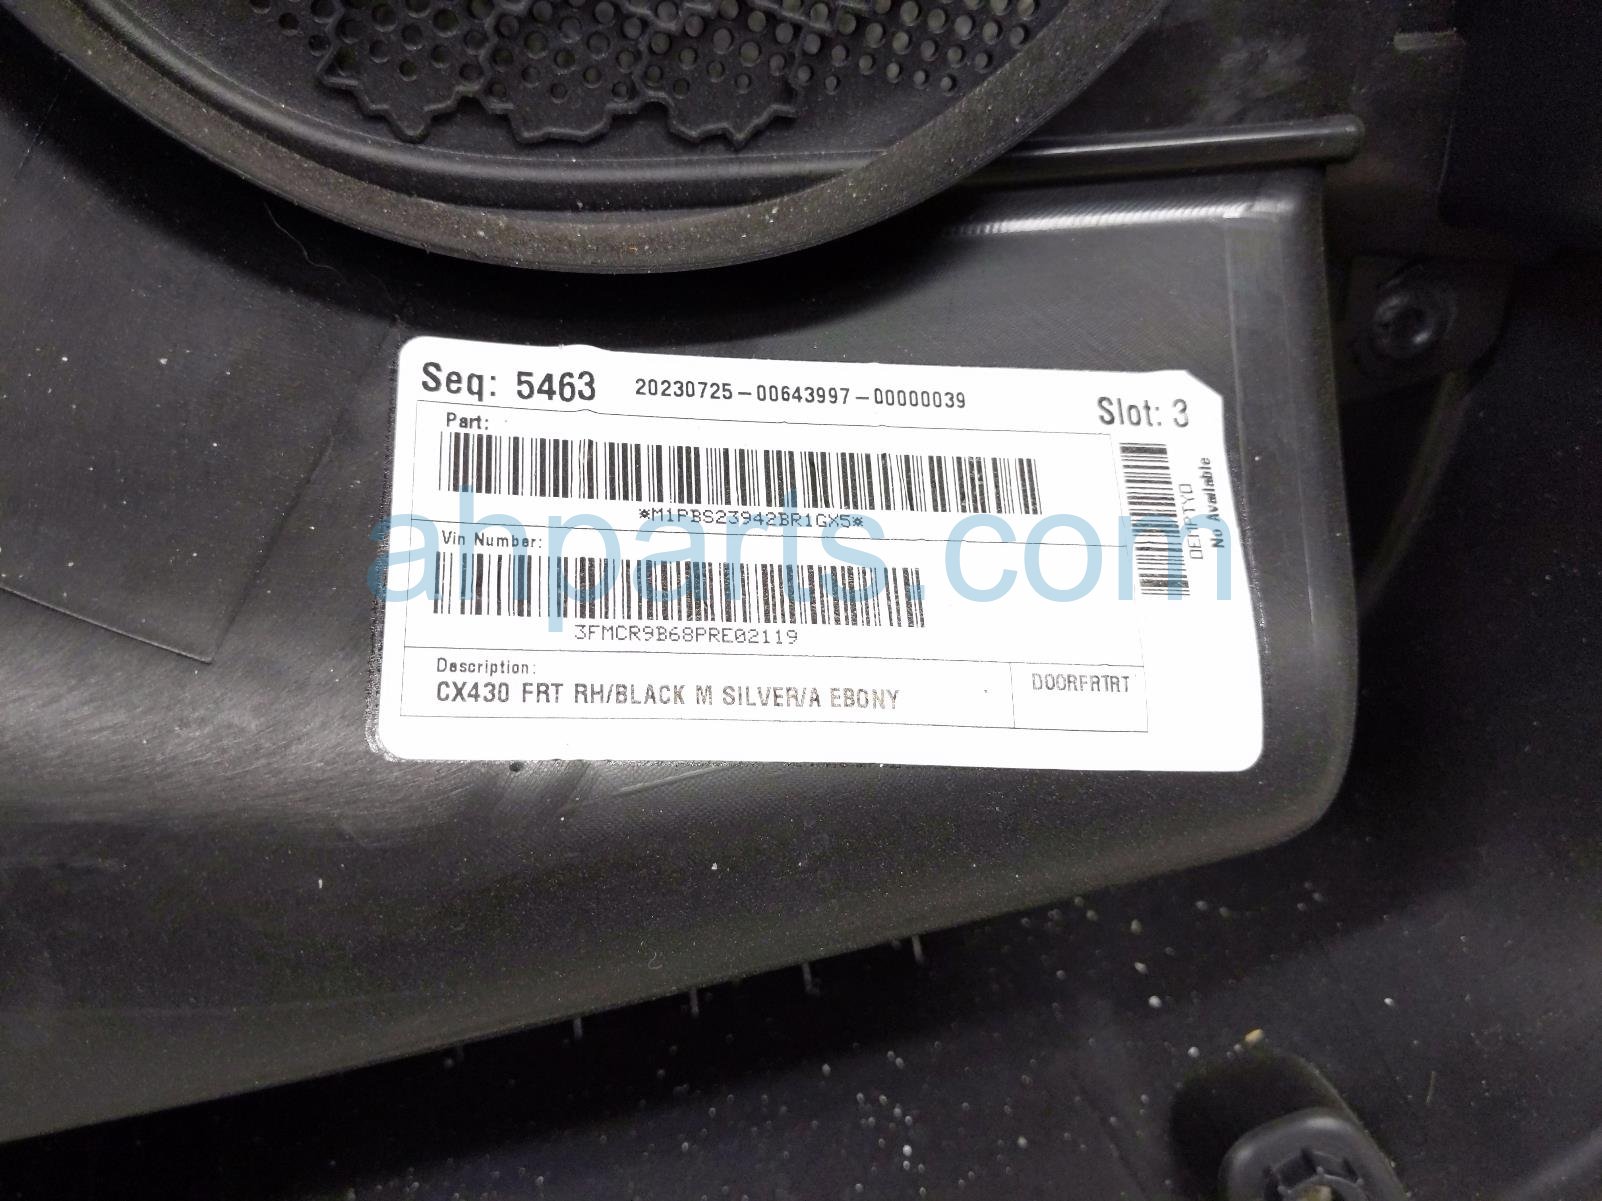 Seq: 5463 20230725-00643997-00000039 Slot: 3
Part:
*M1PBS23942BR1GX5*
Vin Number:
3FMCR9B68PRE02119
Description:
CX430 FRT RH/BLACK M SILVER/A EBONY
DOORFRTRT
No Available
ahparts.com